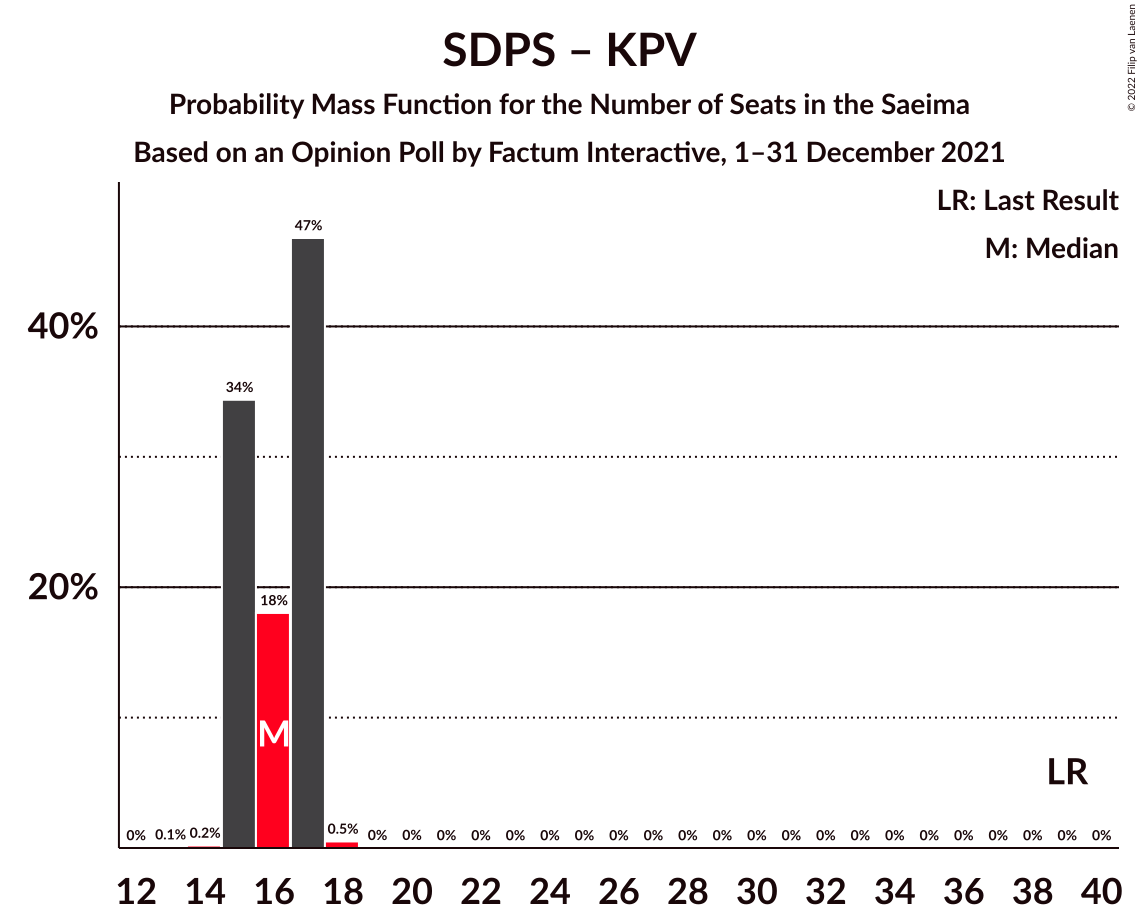 SDPS – KPV
Probability Mass Function for the Number of Seats in the Saeima
Based on an Opinion Poll by Factum Interactive, 1–31 December 2021
© 2022 Filip van Laenen
LR: Last Result
M: Median
47%
40%
34%
20%
18%
M
LR
0% 0.1% 0.2% 0.5% 0% 0% 0% 0% 0% 0% 0% 0% 0% 0% 0% 0% 0% 0% 0% 0% 0% 0% 0% 0% 0% 0%
12 14 16 18 20 22 24 26 28 30 32 34 36 38 40